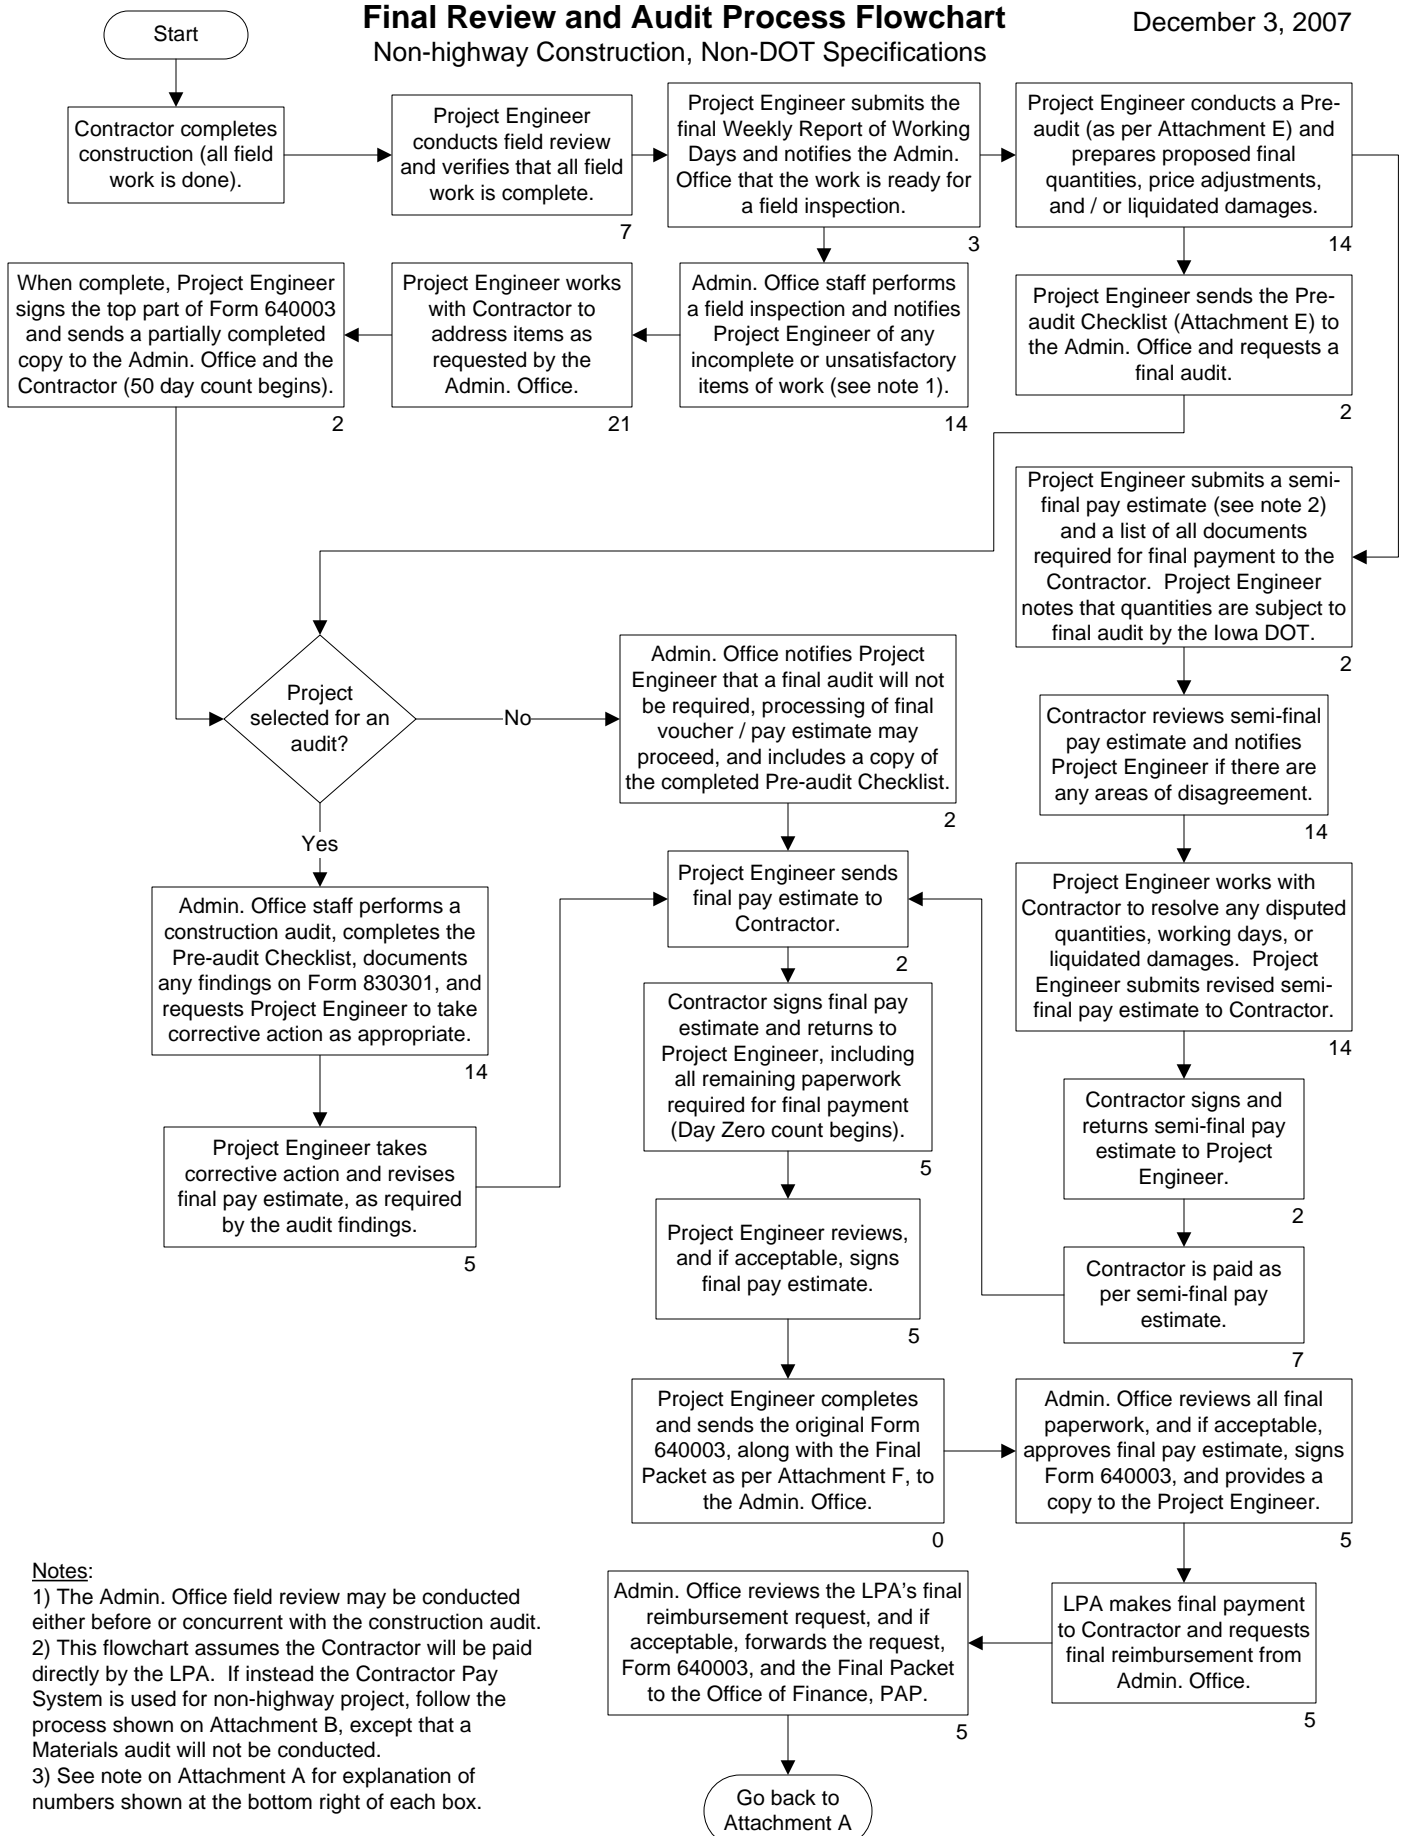 Final Review and Audit Process Flowchart
December 3, 2007
Non-highway Construction, Non-DOT Specifications
Start
Contractor completes
construction (all field
work is done).
Project Engineer
conducts field review
and verifies that all field
work is complete.
7
Project Engineer submits the
final Weekly Report of Working
Days and notifies the Admin.
Office that the work is ready for
a field inspection.
3
Project Engineer conducts a Pre-
audit (as per Attachment E) and
prepares proposed final
quantities, price adjustments,
and / or liquidated damages.
14
When complete, Project Engineer
signs the top part of Form 640003
and sends a partially completed
copy to the Admin. Office and the
Contractor (50 day count begins).
2
Project Engineer works
with Contractor to
address items as
requested by the
Admin. Office.
21
Admin. Office staff performs
a field inspection and notifies
Project Engineer of any
incomplete or unsatisfactory
items of work (see note 1).
14
Project Engineer sends the Pre-
audit Checklist (Attachment E) to
the Admin. Office and requests a
final audit.
2
Project Engineer submits a semi-
final pay estimate (see note 2)
and a list of all documents
required for final payment to the
Contractor.  Project Engineer
notes that quantities are subject to
final audit by the Iowa DOT.
2
Project
selected for an
audit?
No
Yes
Admin. Office notifies Project
Engineer that a final audit will not
be required, processing of final
voucher / pay estimate may
proceed, and includes a copy of
the completed Pre-audit Checklist.
2
Contractor reviews semi-final
pay estimate and notifies
Project Engineer if there are
any areas of disagreement.
14
Admin. Office staff performs a
construction audit, completes the
Pre-audit Checklist, documents
any findings on Form 830301, and
requests Project Engineer to take
corrective action as appropriate.
14
Project Engineer sends
final pay estimate to
Contractor.
2
Project Engineer works with
Contractor to resolve any disputed
quantities, working days, or
liquidated damages.  Project
Engineer submits revised semi-
final pay estimate to Contractor.
14
Contractor signs final pay
estimate and returns to
Project Engineer, including
all remaining paperwork
required for final payment
(Day Zero count begins).
5
Contractor signs and
returns semi-final pay
estimate to Project
Engineer.
2
Project Engineer takes
corrective action and revises
final pay estimate, as required
by the audit findings.
5
Project Engineer reviews,
and if acceptable, signs
final pay estimate.
5
Contractor is paid as
per semi-final pay
estimate.
7
Project Engineer completes
and sends the original Form
640003, along with the Final
Packet as per Attachment F, to
the Admin. Office.
0
Admin. Office reviews all final
paperwork, and if acceptable,
approves final pay estimate, signs
Form 640003, and provides a
copy to the Project Engineer.
5
LPA makes final payment
to Contractor and requests
final reimbursement from
Admin. Office.
5
Admin. Office reviews the LPA's final
reimbursement request, and if
acceptable, forwards the request,
Form 640003, and the Final Packet
to the Office of Finance, PAP.
5
Go back to
Attachment A
Notes:
1) The Admin. Office field review may be conducted
either before or concurrent with the construction audit.
2) This flowchart assumes the Contractor will be paid
directly by the LPA.  If instead the Contractor Pay
System is used for non-highway project, follow the
process shown on Attachment B, except that a
Materials audit will not be conducted.
3) See note on Attachment A for explanation of
numbers shown at the bottom right of each box.